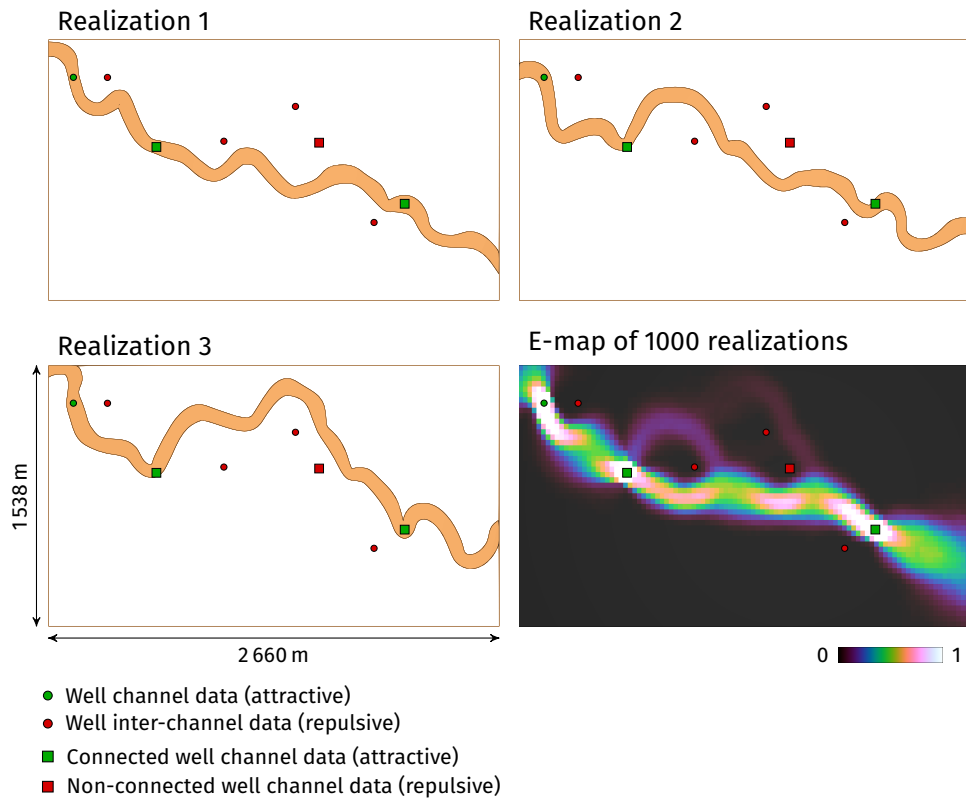 Realization 1
Realization 2
Realization 3
E-map of 1000 realizations
1 538 m
2 660 m
0
1
Well channel data (attractive)
Well inter-channel data (repulsive)
Connected well channel data (attractive)
Non-connected well channel data (repulsive)